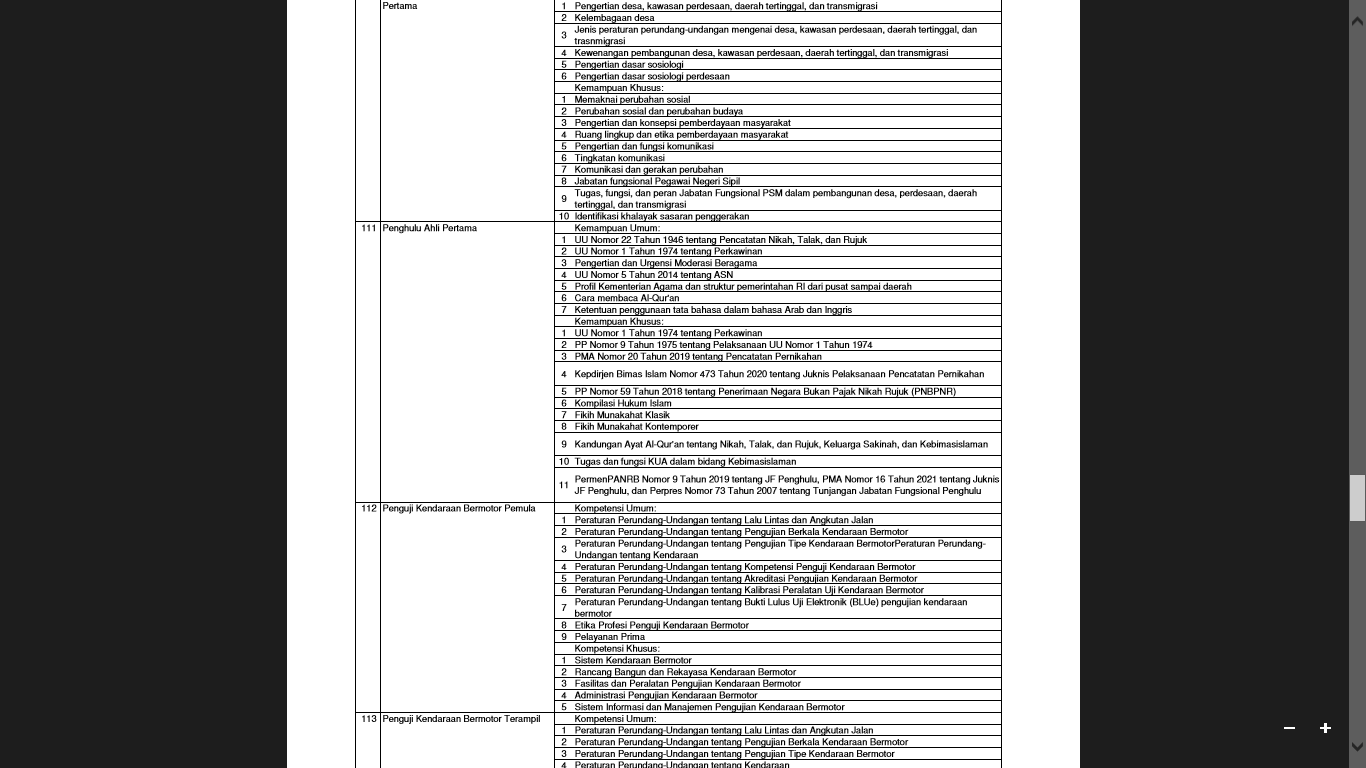 Pertama
1 Pengertian desa, kawasan perdesaan, daerah tertinggal, dan transmigrasi
2 Kelembagaan desa
3 Jenis peraturan perundang-undangan mengenai desa, kawasan perdesaan, daerah tertinggal, dan
trasnmigrasi
4 Kewenangan pembangunan desa, kawasan perdesaan, daerah tertinggal, dan transmigrasi
5 Pengertian dasar sosiologi
6 Pengertian dasar sosiologi perdesaan
Kemampuan Khusus:
1 Memaknai perubahan sosial
2 Perubahan sosial dan perubahan budaya
3 Pengertian dan konsepsi pemberdayaan masyarakat
4 Ruang lingkup dan etika pemberdayaan masyarakat
5 Pengertian dan fungsi komunikasi
6 Tingkatan komunikasi
7 Komunikasi dan gerakan perubahan
8 Jabatan fungsional Pegawai Negeri Sipil
9 Tugas, fungsi, dan peran Jabatan Fungsional PSM dalam pembangunan desa, perdesaan, daerah
tertinggal, dan transmigrasi
10 Identifikasi khalayak sasaran penggerakan
111 Penghulu Ahli Pertama
Kemampuan Umum:
1 UU Nomor 22 Tahun 1946 tentang Pencatatan Nikah, Talak, dan Rujuk
2 UU Nomor 1 Tahun 1974 tentang Perkawinan
3 Pengertian dan Urgensi Moderasi Beragama
4 UU Nomor 5 Tahun 2014 tentang ASN
5 Profil Kementerian Agama dan struktur pemerintahan RI dari pusat sampai daerah
6 Cara membaca Al-Qur'an
7 Ketentuan penggunaan tata bahasa dalam bahasa Arab dan Inggris
Kemampuan Khusus:
1 UU Nomor 1 Tahun 1974 tentang Perkawinan
2 PP Nomor 9 Tahun 1975 tentang Pelaksanaan UU Nomor 1 Tahun 1974
3 PMA Nomor 20 Tahun 2019 tentang Pencatatan Pernikahan
4 Kepdirjen Bimas Islam Nomor 473 Tahun 2020 tentang Juknis Pelaksanaan Pencatatan Pernikahan
5 PP Nomor 59 Tahun 2018 tentang Penerimaan Negara Bukan Pajak Nikah Rujuk (PNBPNR)
6 Kompilasi Hukum Islam
7 Fikih Munakahat Klasik
8 Fikih Munakahat Kontemporer
9 Kandungan Ayat Al-Qur'an tentang Nikah, Talak, dan Rujuk, Keluarga Sakinah, dan Kebimasislaman
10 Tugas dan fungsi KUA dalam bidang Kebimasislaman
11 PermenPANRB Nomor 9 Tahun 2019 tentang JF Penghulu, PMA Nomor 16 Tahun 2021 tentang Juknis
JF Penghulu, dan Perpres Nomor 73 Tahun 2007 tentang Tunjangan Jabatan Fungsional Penghulu
112 Penguji Kendaraan Bermotor Pemula
Kompetensi Umum:
1 Peraturan Perundang-Undangan tentang Lalu Lintas dan Angkutan Jalan
2 Peraturan Perundang-Undangan tentang Pengujian Berkala Kendaraan Bermotor
3 Peraturan Perundang-Undangan tentang Pengujian Tipe Kendaraan BermotorPeraturan Perundang-
Undangan tentang Kendaraan
4 Peraturan Perundang-Undangan tentang Kompetensi Penguji Kendaraan Bermotor
5 Peraturan Perundang-Undangan tentang Akreditasi Pengujian Kendaraan Bermotor
6 Peraturan Perundang-Undangan tentang Kalibrasi Peralatan Uji Kendaraan Bermotor
7 Peraturan Perundang-Undangan tentang Bukti Lulus Uji Elektronik (BLUe) pengujian kendaraan
bermotor
8 Etika Profesi Penguji Kendaraan Bermotor
9 Pelayanan Prima
Kompetensi Khusus:
1 Sistem Kendaraan Bermotor
2 Rancang Bangun dan Rekayasa Kendaraan Bermotor
3 Fasilitas dan Peralatan Pengujian Kendaraan Bermotor
4 Administrasi Pengujian Kendaraan Bermotor
5 Sistem Informasi dan Manajemen Pengujian Kendaraan Bermotor
113 Penguji Kendaraan Bermotor Terampil
Kompetensi Umum:
1 Peraturan Perundang-Undangan tentang Lalu Lintas dan Angkutan Jalan
2 Peraturan Perundang-Undangan tentang Pengujian Berkala Kendaraan Bermotor
3 Peraturan Perundang-Undangan tentang Pengujian Tipe Kendaraan Bermotor
4 Peraturan Perundang-Undangan tentang Kendaraan